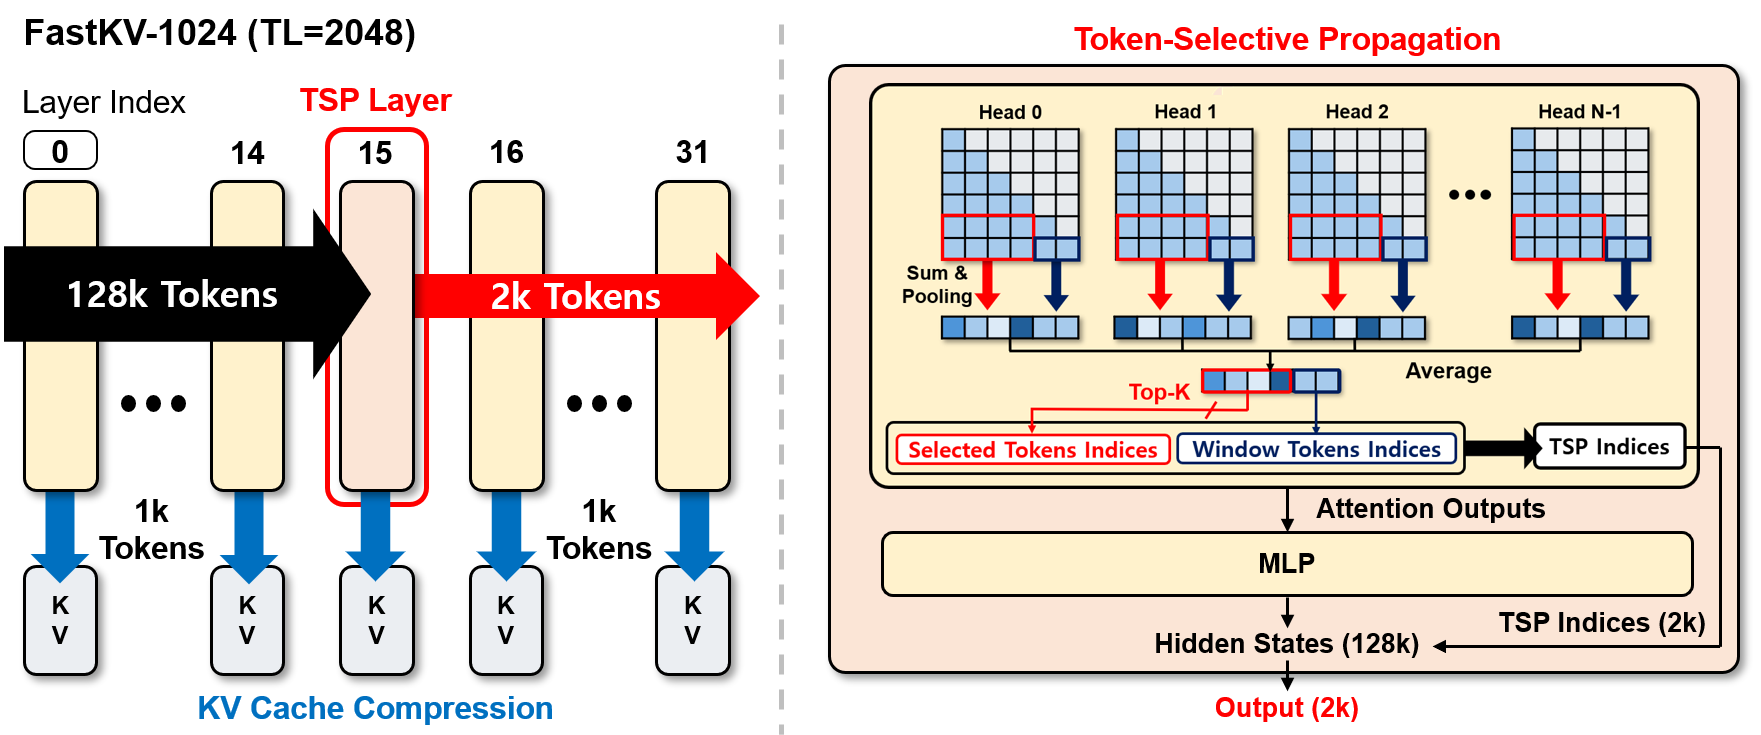 FastKV-1024 (TL=2048)
Layer Index
TSP Layer
0
14
15
16
31
128k Tokens
2k Tokens
1k
Tokens
1k
Tokens
K
V
K
V
K
V
K
V
K
V
KV Cache Compression
Token-Selective Propagation
Head 0
Head 1
Head 2
Head N-1
Sum &
Pooling
Average
Top-K
Selected Tokens Indices
Window Tokens Indices
TSP Indices
Attention Outputs
MLP
TSP Indices (2k)
Hidden States (128k)
Output (2k)